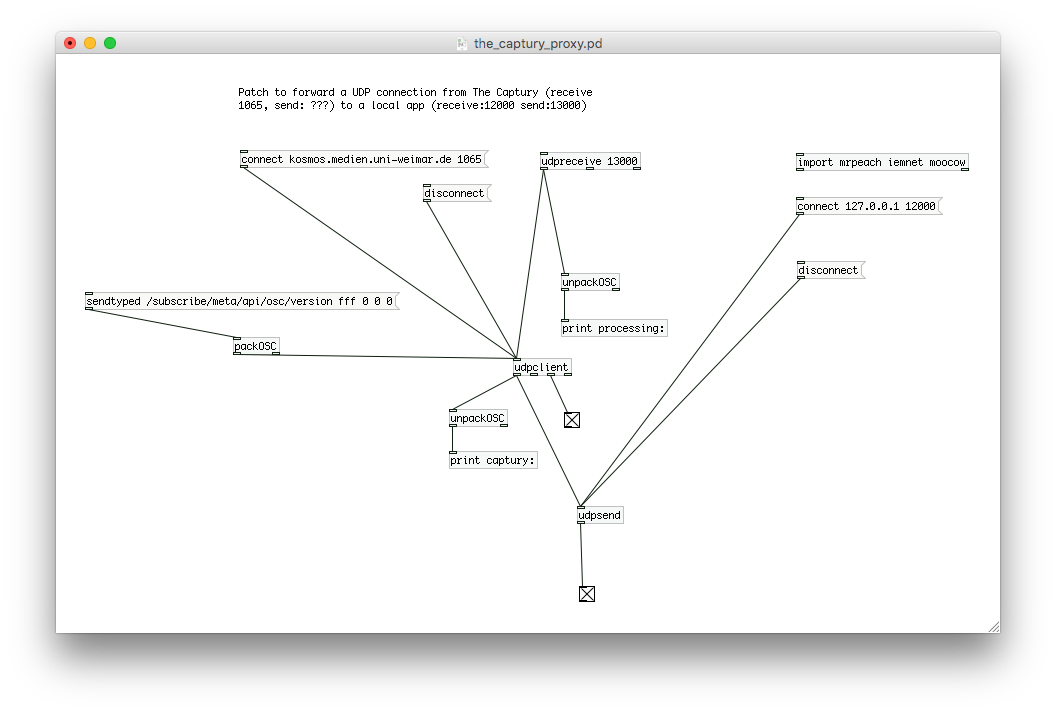 the_captury_proxy.pd
Patch to forward a UDP connection from The Captury (receive
1065, send: ???) to a local app (receive:12000 send:13000)
connect kosmos.medien.uni-weimar.de 1065
udpreceive 13000
import mrpeach iemnet moocow
disconnect
connect 127.0.0.1 12000
disconnect
unpackOSC
sendtyped /subscribe/meta/api/osc/version fff 0 0 0
print processing:
packOSC
udpclient
unpackOSC
print captury:
udpsend